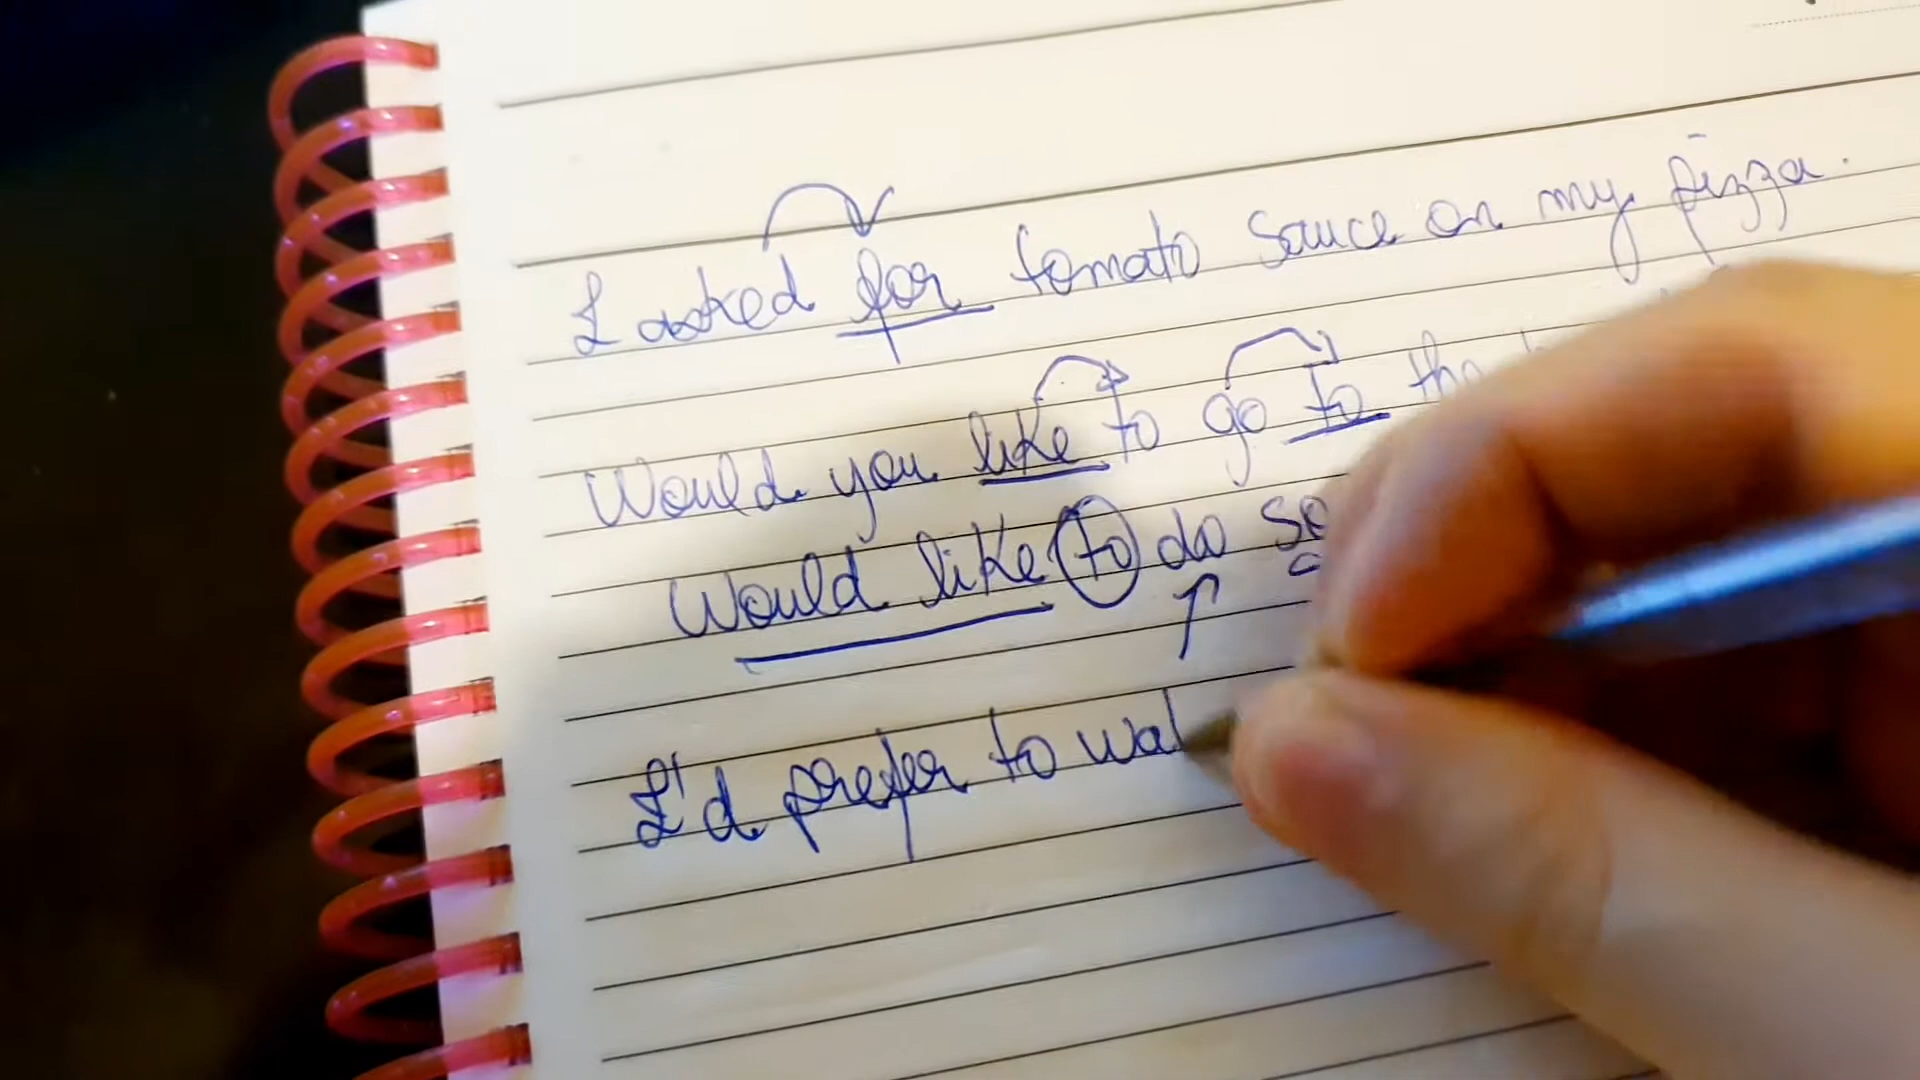 I asked for tomato sauce on my pizza.
Would you like to go to the
would like to do so
I'd prefer to wal